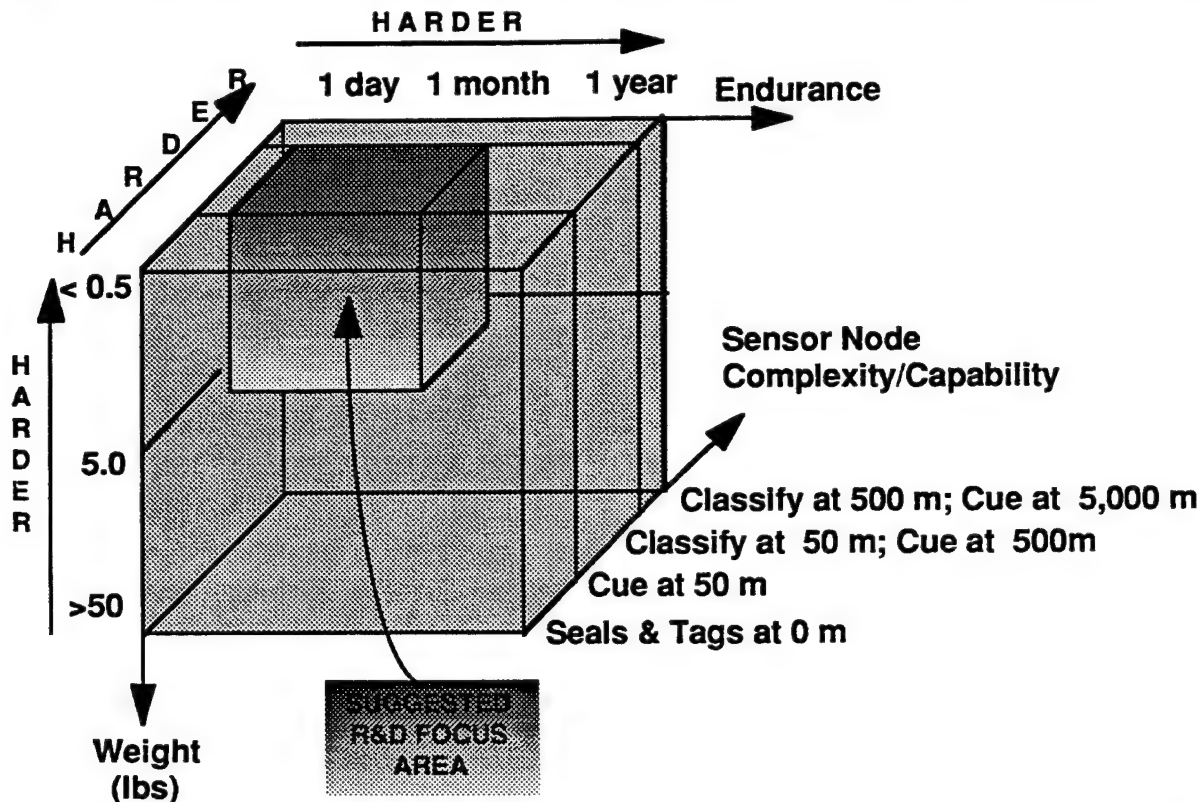 HARDER
HARDER
1 day 1 month 1 year
Endurance
< 0.5
HARDER
5.0
>50
Weight
(lbs)
Sensor Node
Complexity/Capability
Classify at 500 m; Cue at 5,000 m
Classify at 50 m; Cue at 500m
Cue at 50 m
Seals & Tags at 0 m
SUGGESTED
R&D FOCUS
AREA